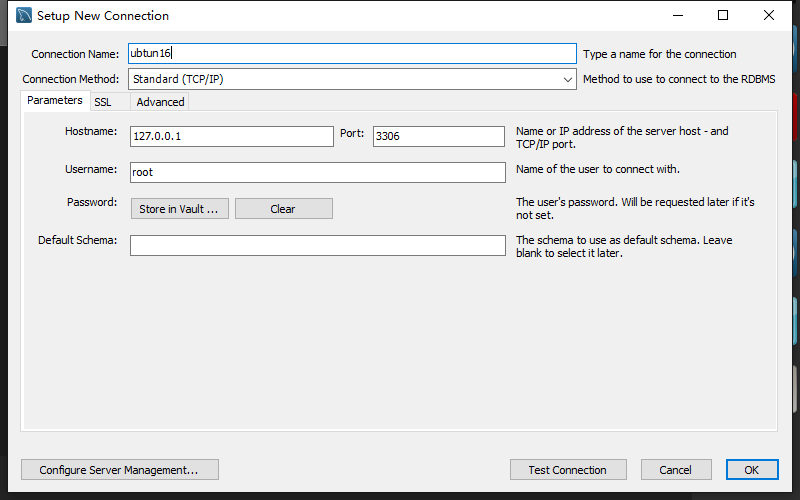 Setup New Connection
Connection Name: ubtun16 Type a name for the connection
Connection Method: Standard (TCP/IP) Method to use to connect to the RDBMS
Parameters SSL Advanced
Hostname: 127.0.0.1 Port: 3306 Name or IP address of the server host - and
TCP/IP port.
Username: root Name of the user to connect with.
Password: Store in Vault ... Clear The user's password. Will be requested later if it's
not set.
Default Schema: The schema to use as default schema. Leave
blank to select it later.
Configure Server Management... Test Connection Cancel OK